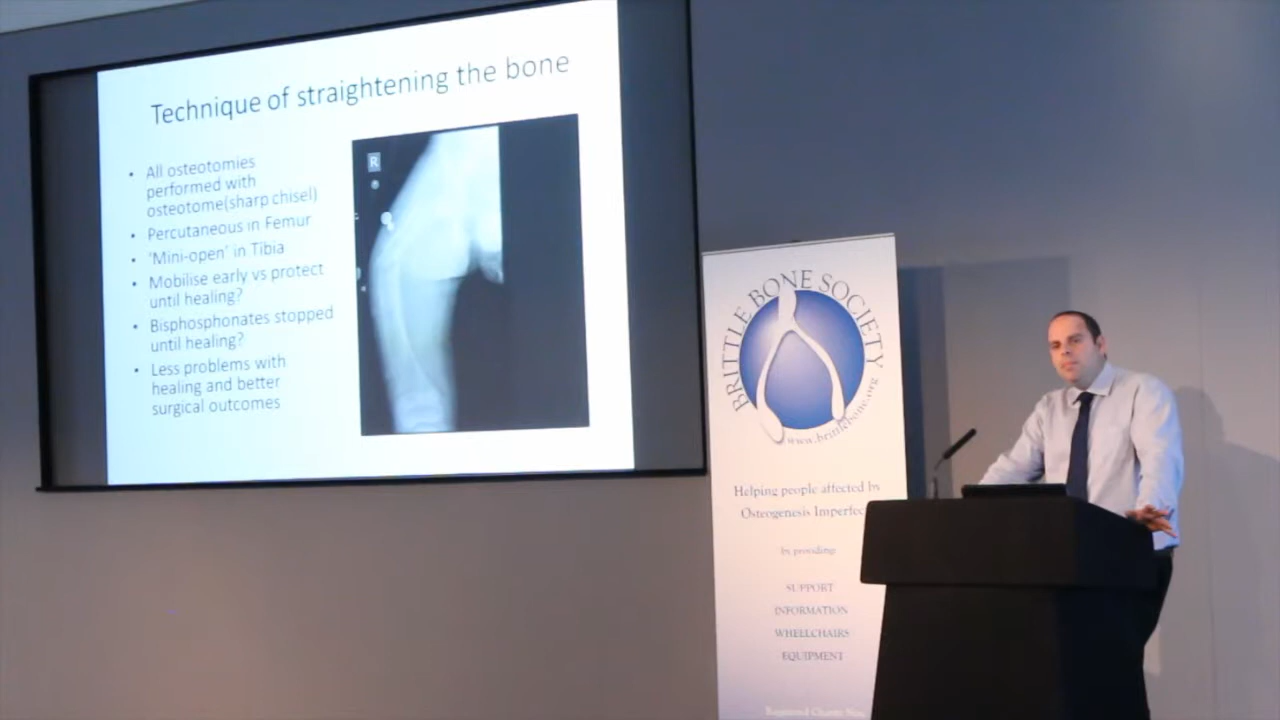 Technique of straightening the bone
• All osteotomies
performed with
osteotome(sharp chisel)
• Percutaneous in Femur
• 'Mini-open' in Tibia
• Mobilise early vs protect
until healing?
• Bisphosphonates stopped
until healing?
• Less problems with
healing and better
surgical outcomes
R
BRITTLE BONE SOCIETY
www.brittlebone.org
Helping people affected by
Osteogenesis Imperfec
by providing:
SUPPORT
INFORMATION
WHEELCHAIRS
EQUIPMENT
Registered Charity